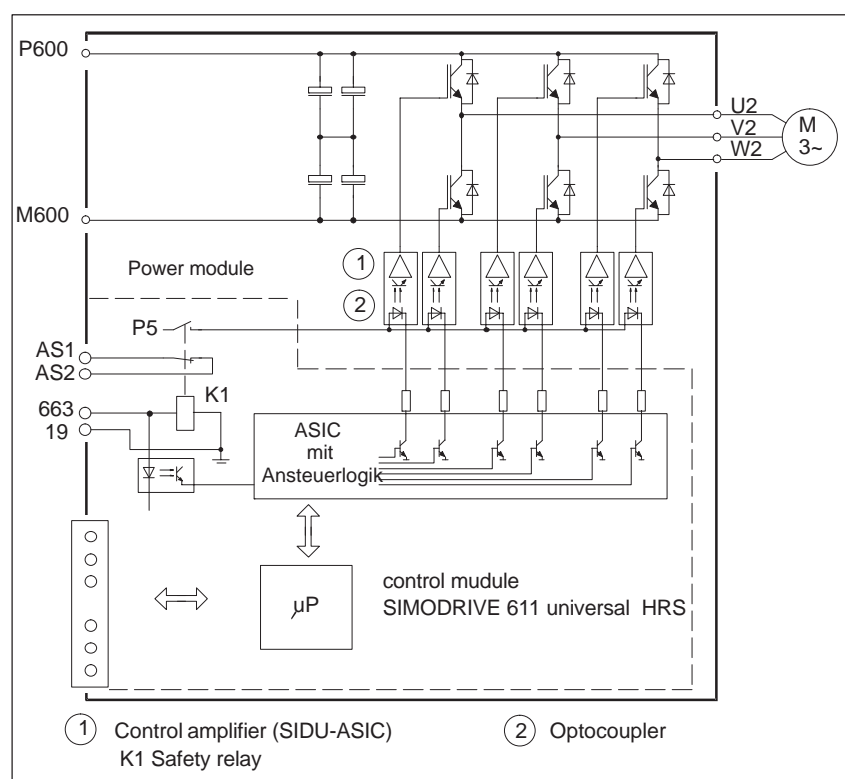 P600
U2
V2
W2
M
3~
M600
1
Power module
2
P5
AS1
AS2
K1
663
19
ASIC
mit
Ansteuerlogik
µP
control mudule
SIMODRIVE 611 universal HRS
1 Control amplifier (SIDU-ASIC)
2 Optocoupler
K1 Safety relay